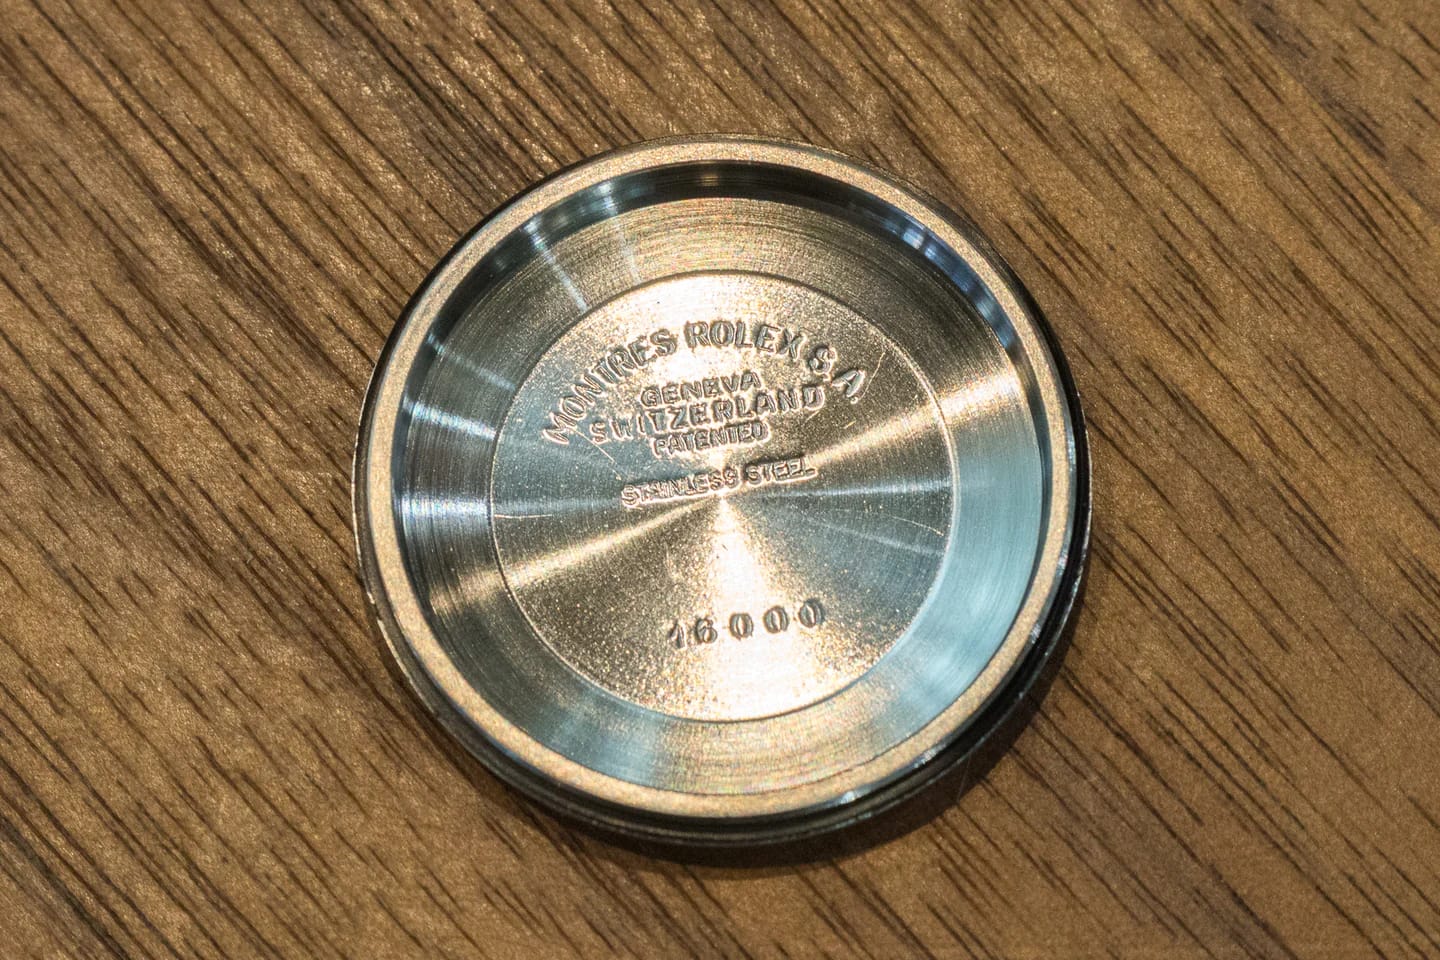 MONTRES ROLEX S.A.
GENEVA
SWITZERLAND
PATENTED
STAINLESS STEEL
16000